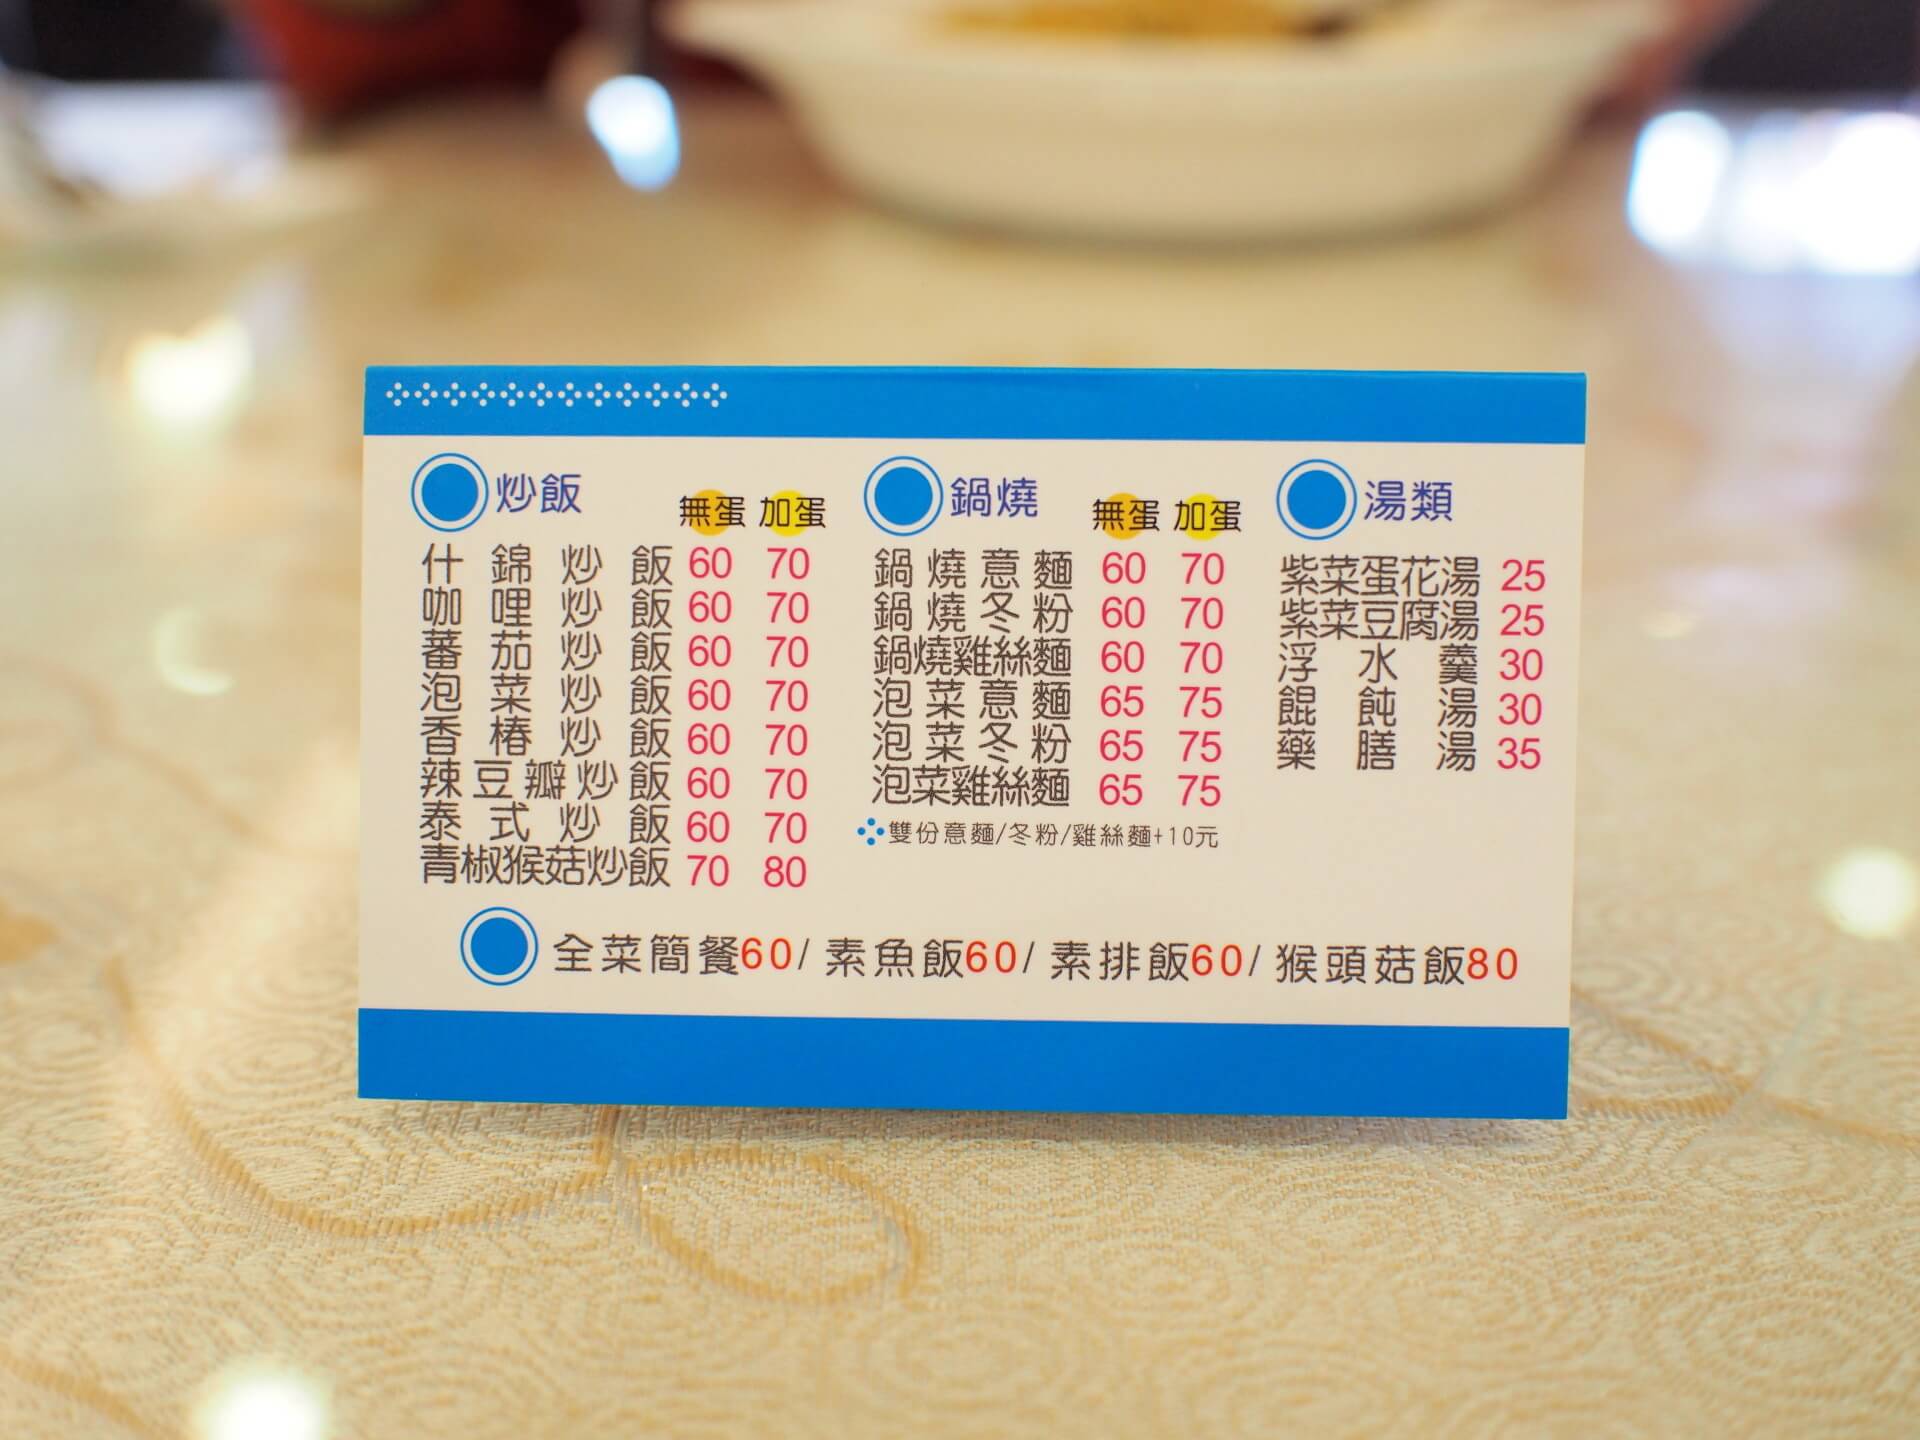 炒飯 無蛋 加蛋
什錦炒飯 60 70
咖哩炒飯 60 70
蕃茄炒飯 60 70
泡菜炒飯 60 70
香椿炒飯 60 70
辣豆瓣炒飯 60 70
泰式炒飯 60 70
青椒猴菇炒飯 70 80
鍋燒 無蛋 加蛋
鍋燒意麵 60 70
鍋燒冬粉 60 70
鍋燒雞絲麵 60 70
泡菜意麵 65 75
泡菜冬粉 65 75
泡菜雞絲麵 65 75
雙份意麵/冬粉/雞絲麵+10元
湯類
紫菜蛋花湯 25
紫菜豆腐湯 25
浮水羹 30
餛飩湯 30
藥膳湯 35
全菜簡餐60/ 素魚飯60/ 素排飯60/ 猴頭菇飯80